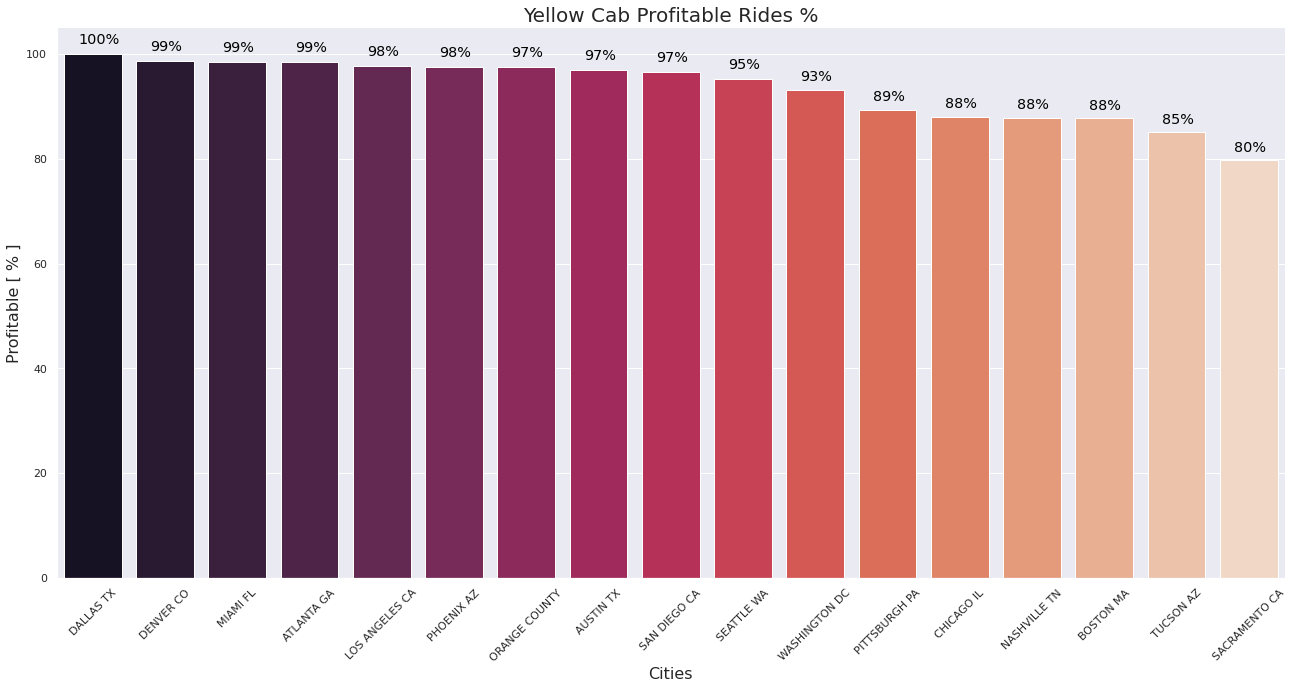 Yellow Cab Profitable Rides %
100% 99% 99% 99% 98% 98% 97% 97% 97% 95% 93% 89% 88% 88% 88% 85% 80%
Profitable [ % ]
100
80
60
40
20
0
DALLAS TX DENVER CO MIAMI FL ATLANTA GA LOS ANGELES CA PHOENIX AZ ORANGE COUNTY AUSTIN TX SAN DIEGO CA SEATTLE WA WASHINGTON DC PITTSBURGH PA CHICAGO IL NASHVILLE TN BOSTON MA TUCSON AZ SACRAMENTO CA
Cities